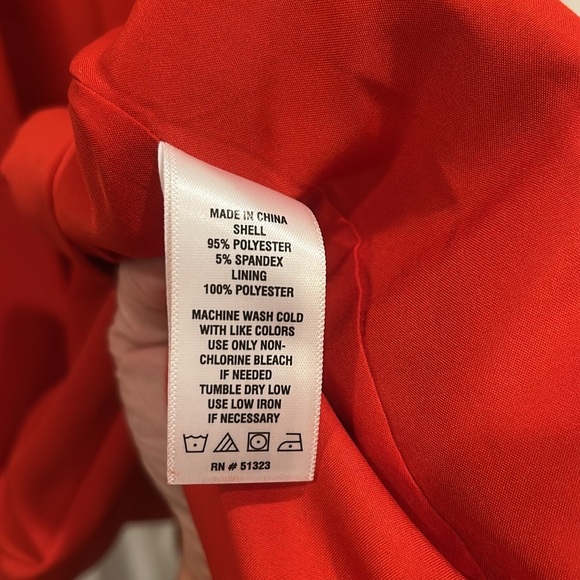 MADE IN CHINA
SHELL
95% POLYESTER
5% SPANDEX
LINING
100% POLYESTER
MACHINE WASH COLD
WITH LIKE COLORS
USE ONLY NON-
CHLORINE BLEACH
IF NEEDED
TUMBLE DRY LOW
USE LOW IRON
IF NECESSARY
RN # 51323